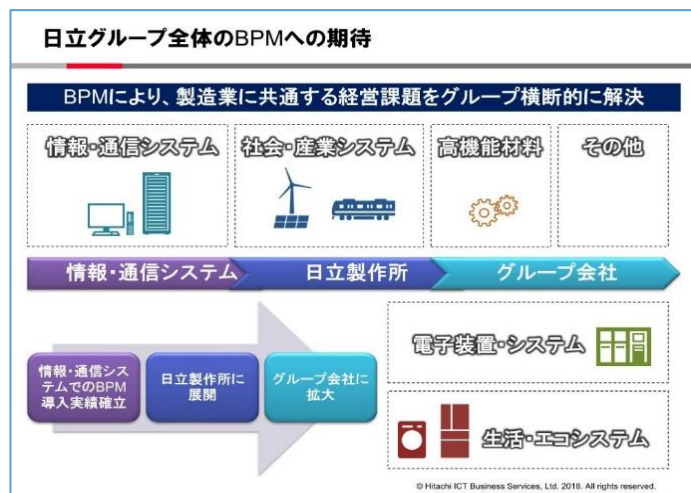 日立グループ全体のBPMへの期待
BPMにより、製造業に共通する経営課題をグループ横断的に解決
情報・通信システム
社会・産業システム
高機能材料
その他
情報・通信システム
日立製作所
グループ会社
情報・通信シス
テムでのBPM
導入実績確立
日立製作所に
展開
グループ会社に
拡大
電子装置・システム
生活・エコシステム
© Hitachi ICT Business Services, Ltd. 2018. All rights reserved.